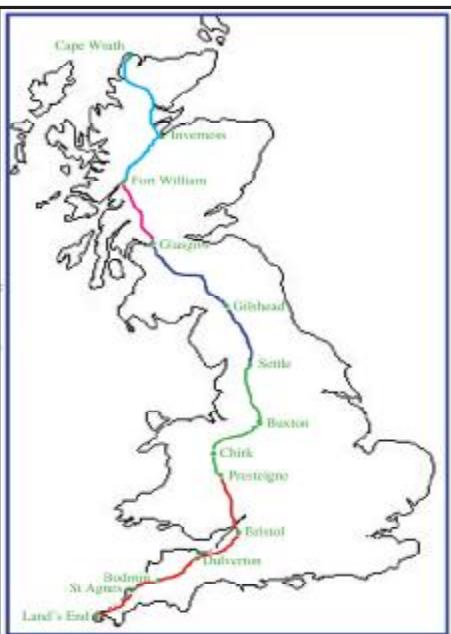 Cape Wrath
Inverness
Fort William
Glasgow
Gilshead
Settle
Buxton
Chirk
Presteigne
Bristol
Dulverton
Bodmin
St Agnes
Land's End